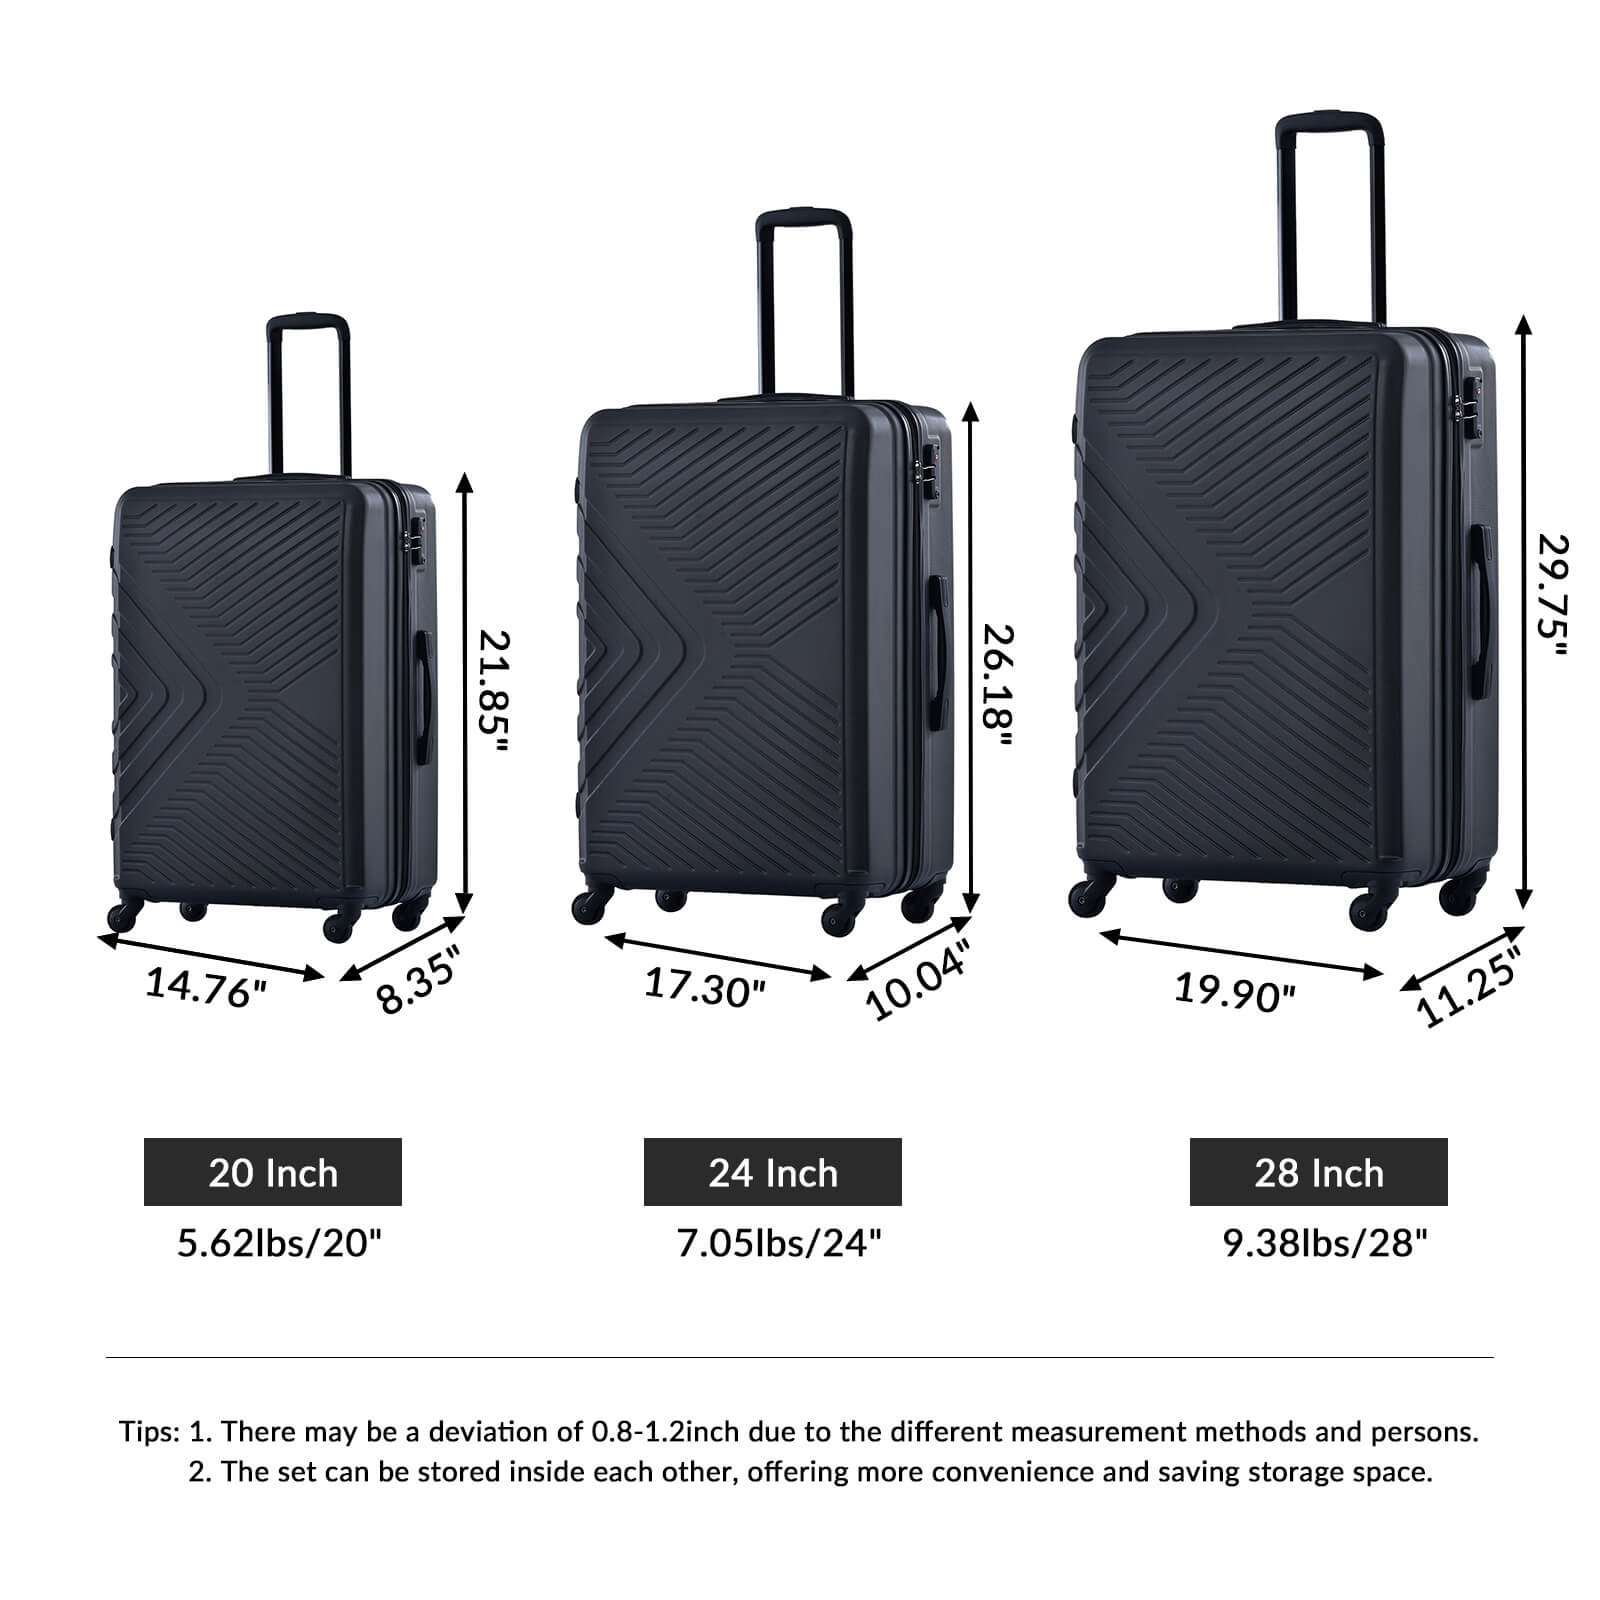 21.85"
14.76"
8.35"
26.18"
17.30"
10.04"
29.75"
19.90"
11.25"
20 Inch
5.62lbs/20"
24 Inch
7.05lbs/24"
28 Inch
9.38lbs/28"
Tips: 1. There may be a deviation of 0.8-1.2inch due to the different measurement methods and persons.
2. The set can be stored inside each other, offering more convenience and saving storage space.